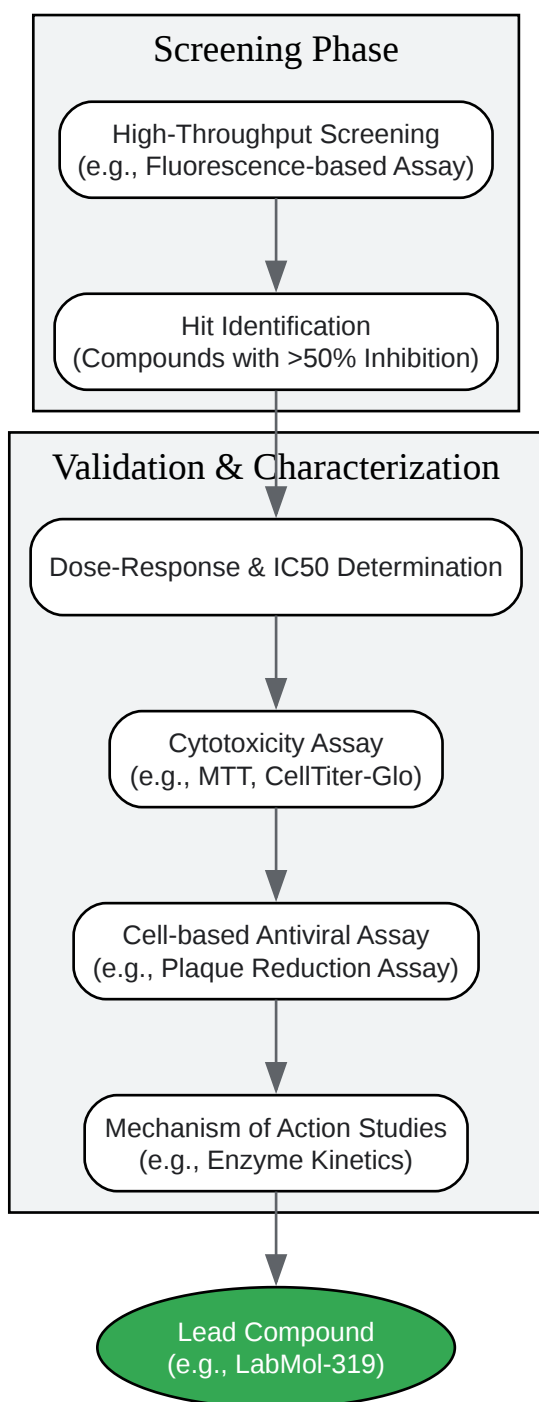 Screening Phase
High-Throughput Screening
(e.g., Fluorescence-based Assay)
Hit Identification
(Compounds with >50% Inhibition)
Validation & Characterization
Dose-Response & IC50 Determination
Cytotoxicity Assay
(e.g., MTT, CellTiter-Glo)
Cell-based Antiviral Assay
(e.g., Plaque Reduction Assay)
Mechanism of Action Studies
(e.g., Enzyme Kinetics)
Lead Compound
(e.g., LabMol-319)